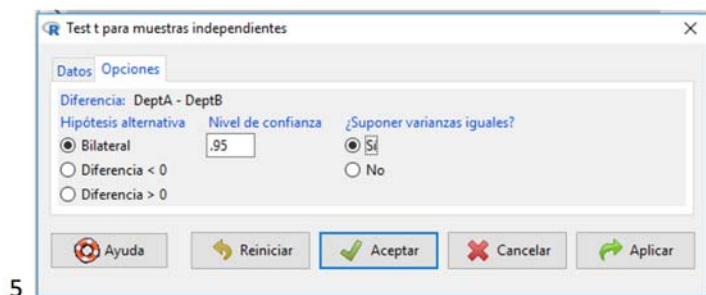 Test t para muestras independientes
Datos Opciones
Diferencia: DeptA - DeptB
Hipótesis alternativa Nivel de confianza ¿Suponer varianzas iguales?
Bilateral .95 Sí
Diferencia < 0 No
Diferencia > 0
Ayuda Reiniciar Aceptar Cancelar Aplicar
5